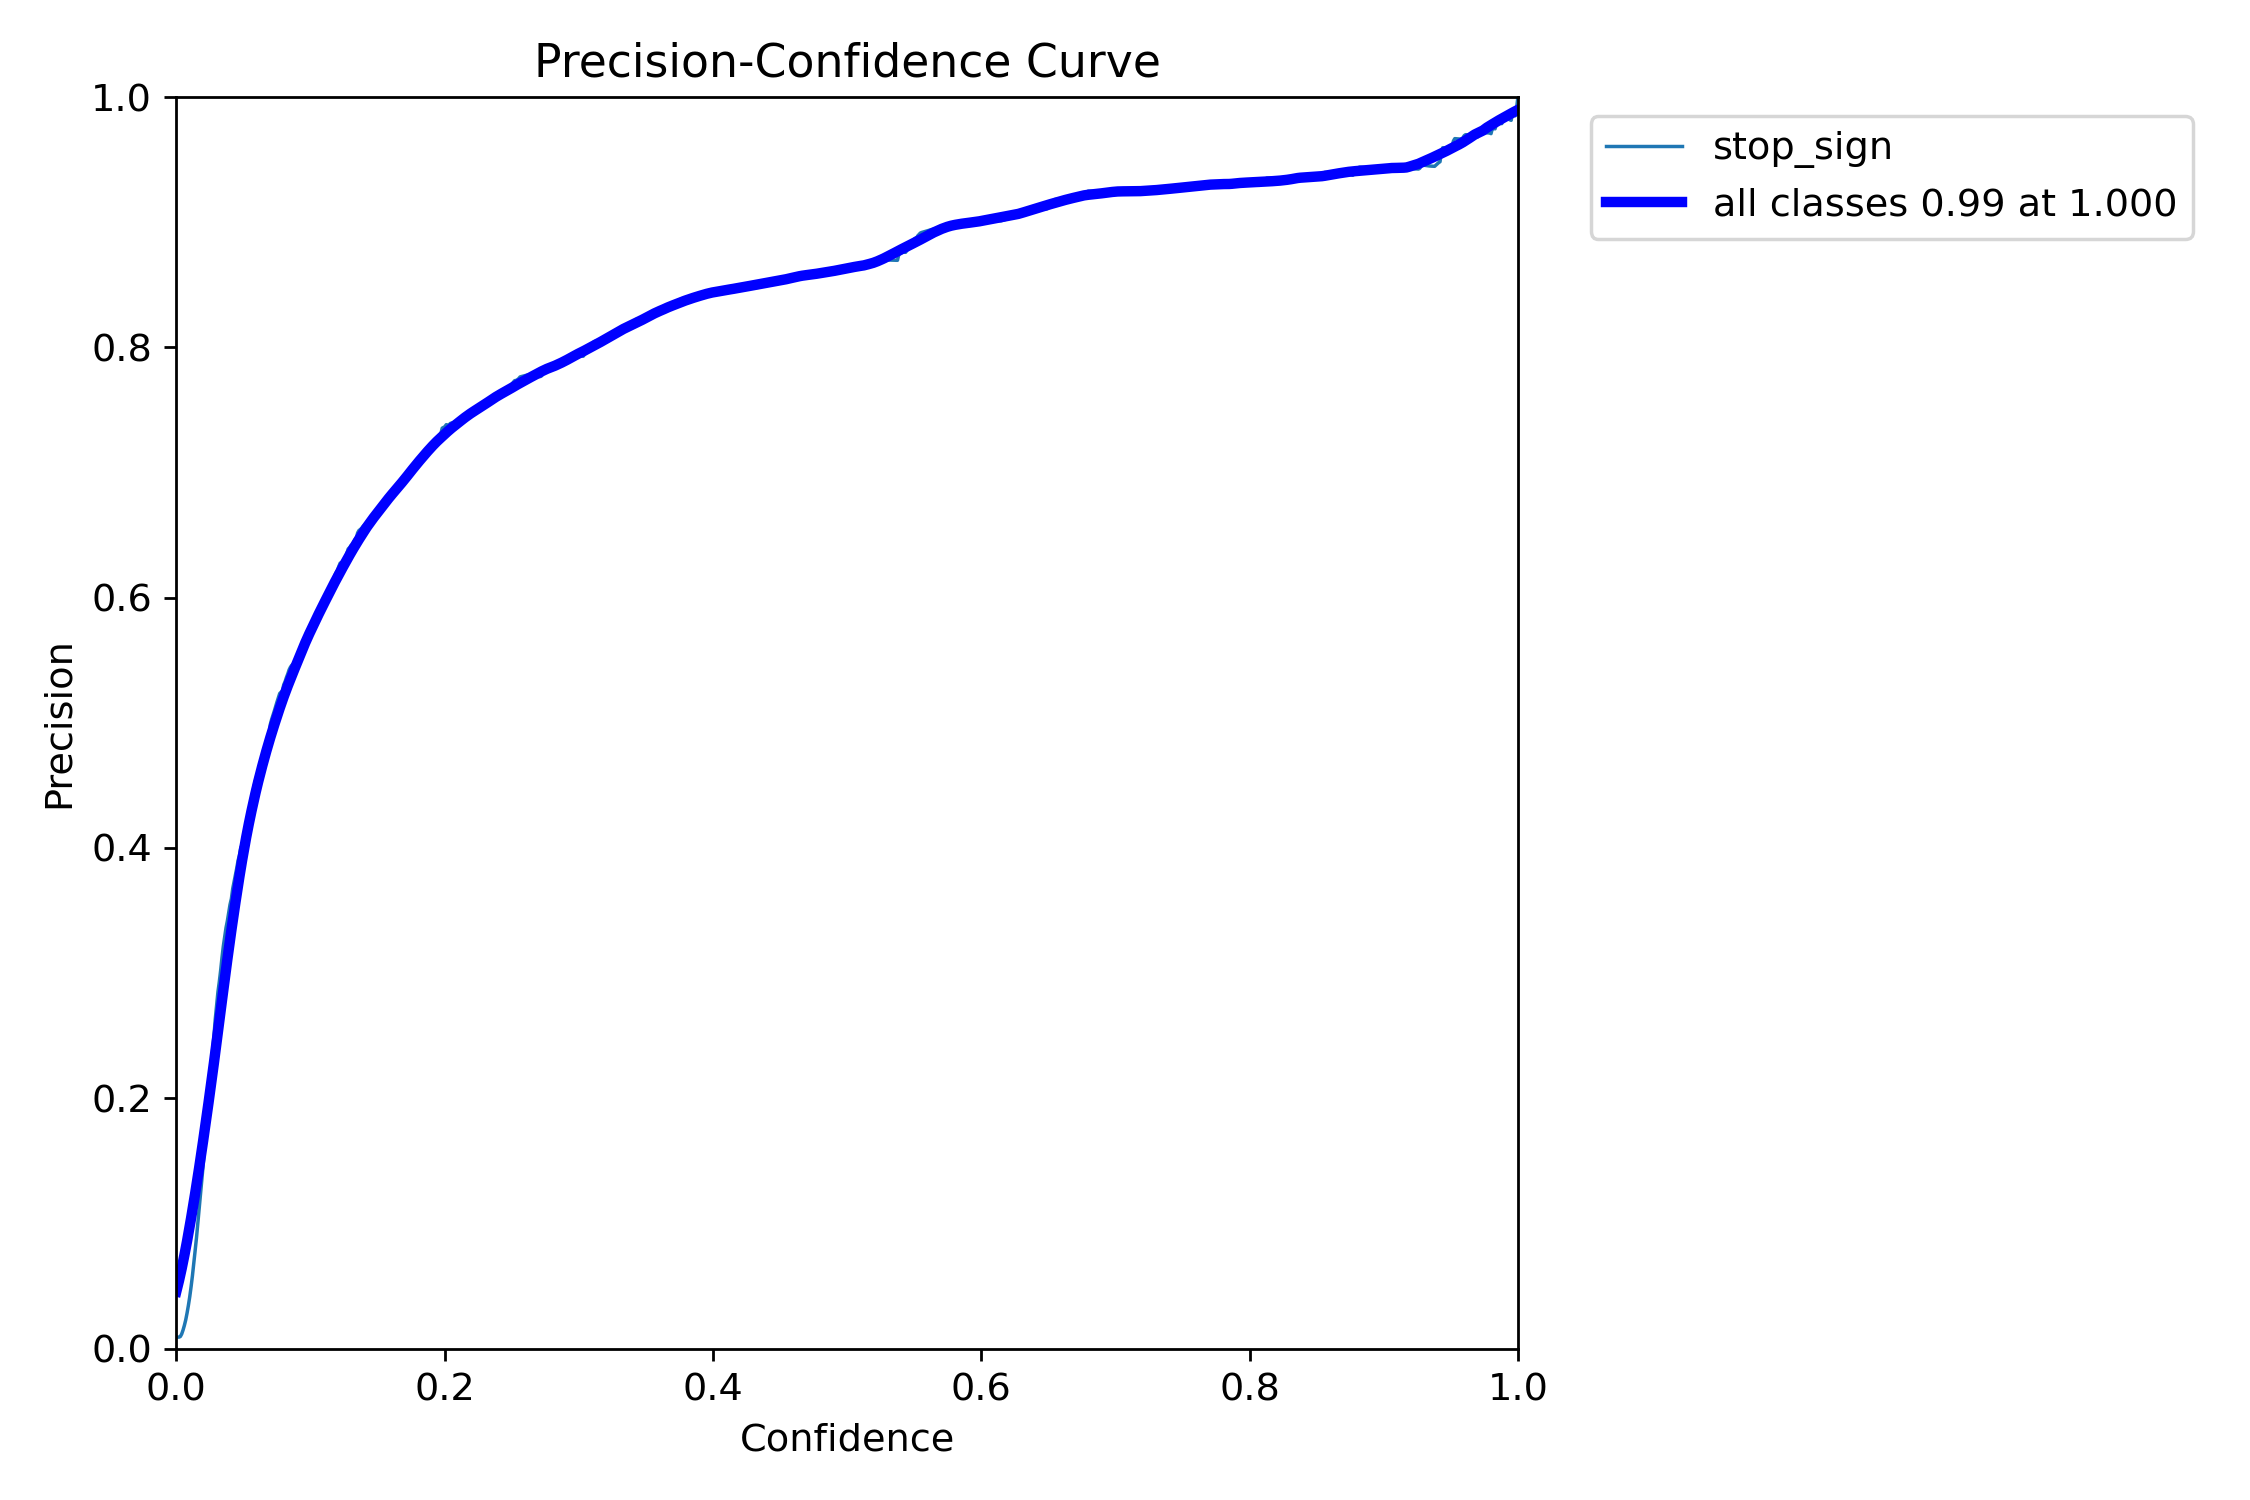 Precision-Confidence Curve
1.0
0.8
0.6
0.4
0.2
0.0
Precision
0.0 0.2 0.4 0.6 0.8 1.0
Confidence
stop_sign
all classes 0.99 at 1.000